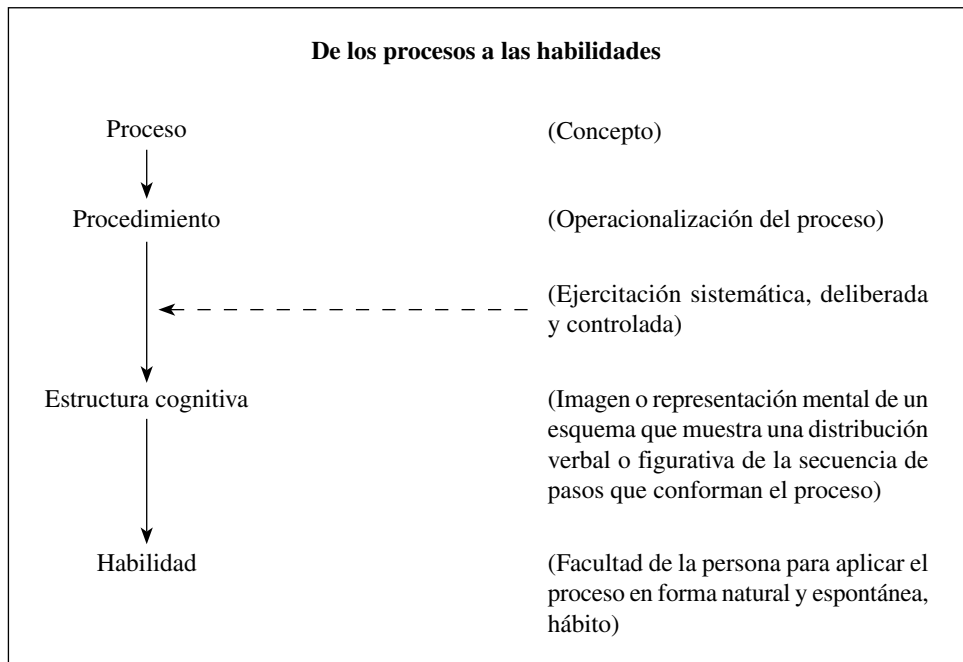 De los procesos a las habilidades
Proceso
(Concepto)
Procedimiento
(Operacionalización del proceso)
(Ejercitación sistemática, deliberada
y controlada)
Estructura cognitiva
(Imagen o representación mental de un
esquema que muestra una distribución
verbal o figurativa de la secuencia de
pasos que conforman el proceso)
Habilidad
(Facultad de la persona para aplicar el
proceso en forma natural y espontánea,
hábito)